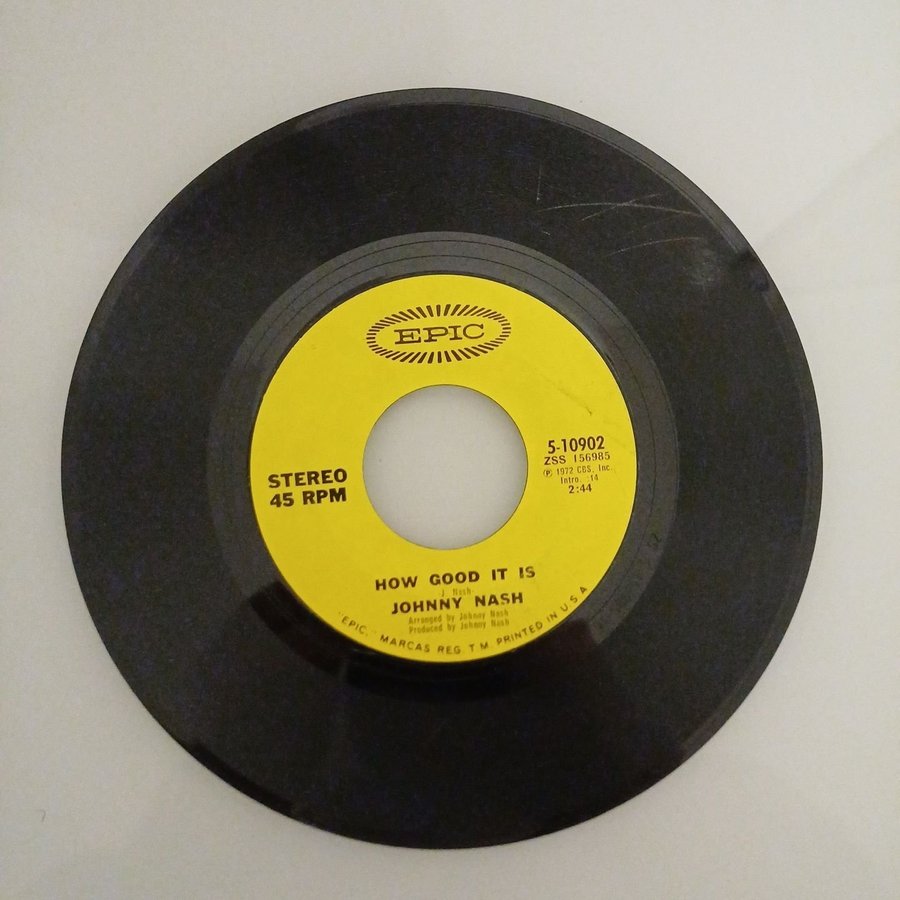 EPIC
STEREO
45 RPM
5-10902
ZSS 156985
Ⓟ 1972 CBS, Inc.
Intro. :14
2:44
HOW GOOD IT IS
J. Nash
JOHNNY NASH
Arranged by Johnny Nash
Produced by Johnny Nash
"EPIC," MARCAS REG. T.M. PRINTED IN U.S.A.